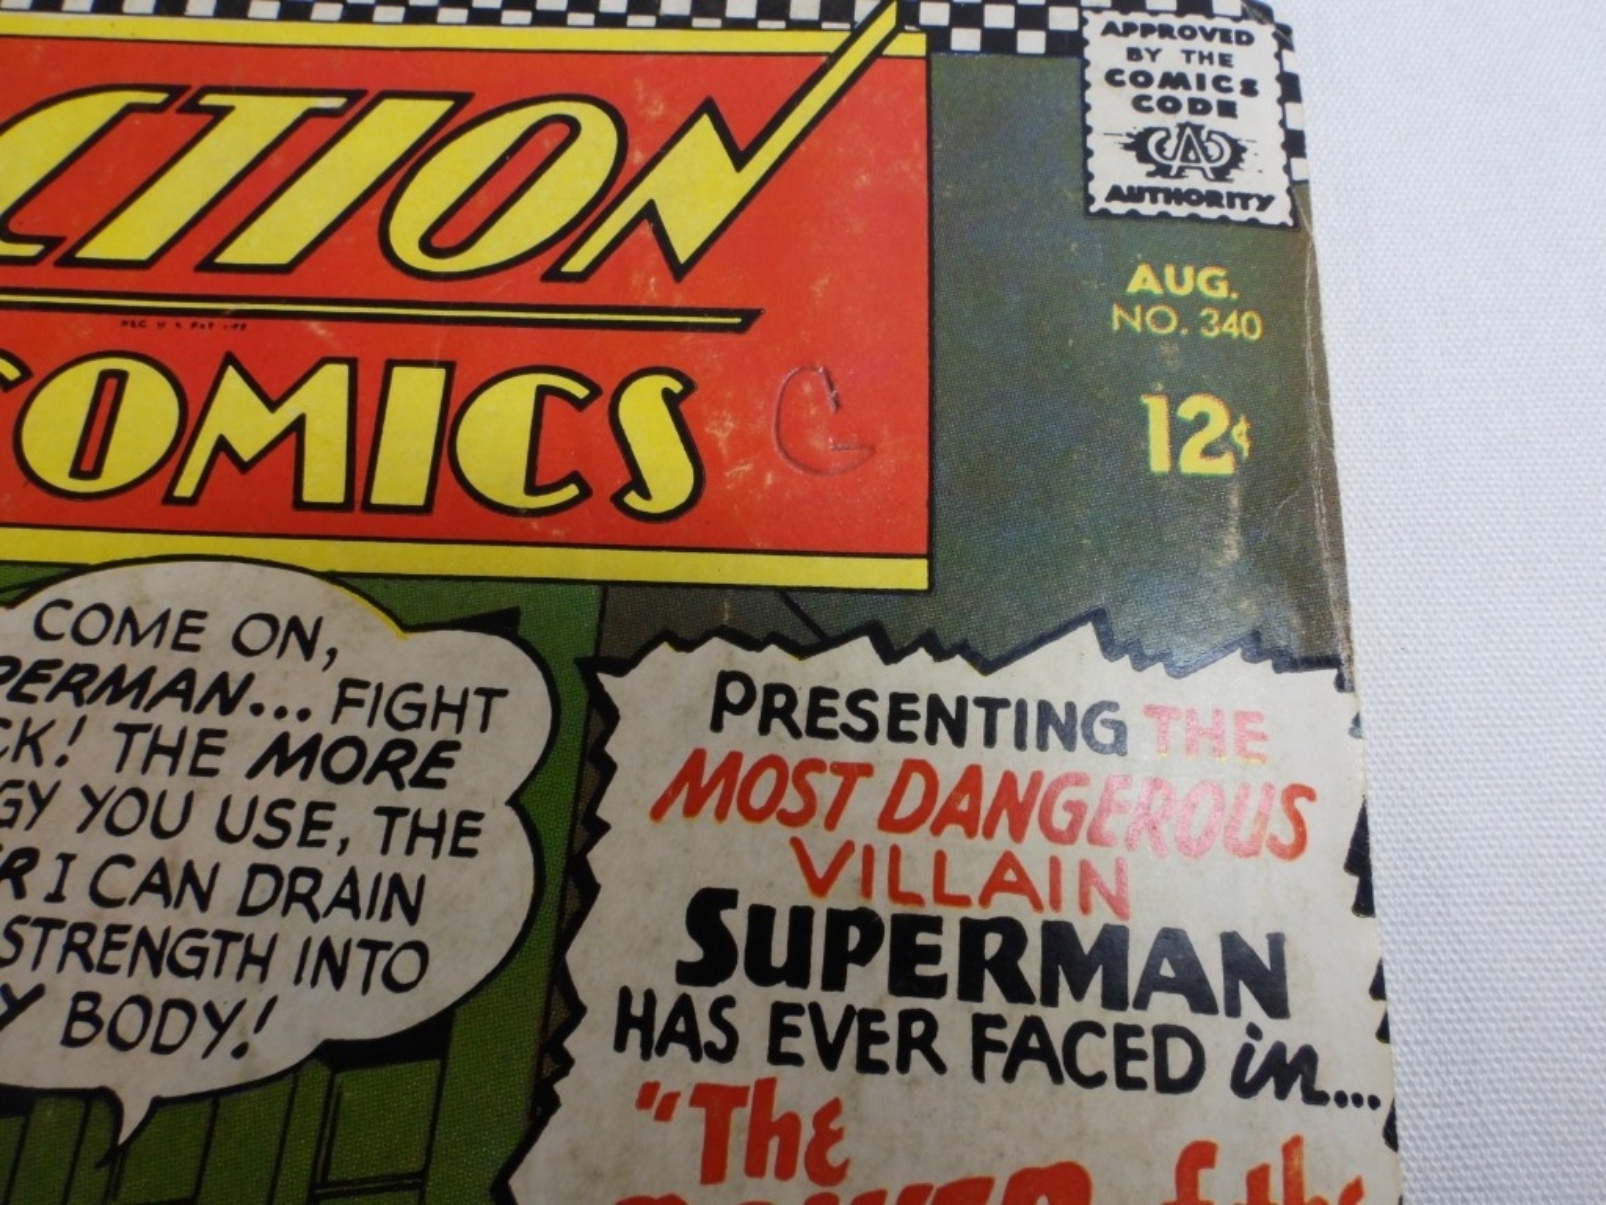 CTION
COMICS
C
APPROVED
BY THE
COMICS
CODE
CAA
AUTHORITY
AUG.
NO. 340
12¢
COME ON,
PERMAN... FIGHT
CK! THE MORE
GY YOU USE, THE
R I CAN DRAIN
STRENGTH INTO
Y BODY!
PRESENTING THE
MOST DANGEROUS
VILLAIN
SUPERMAN
HAS EVER FACED in...
"The